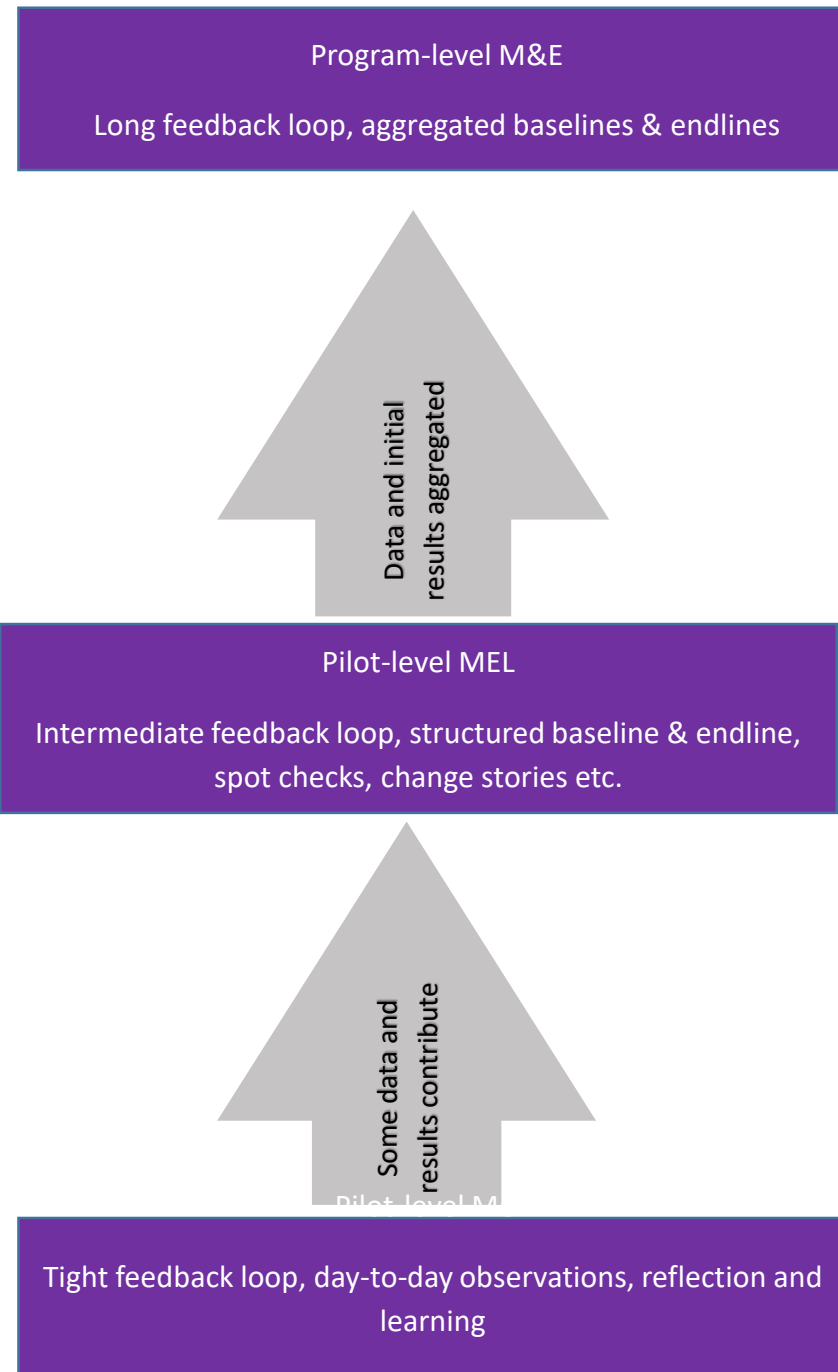 Program-level M&E
Long feedback loop, aggregated baselines & endlines
Data and initial
results aggregated
Pilot-level MEL
Intermediate feedback loop, structured baseline & endline,
spot checks, change stories etc.
Some data and
results contribute
Pilot-level M
Tight feedback loop, day-to-day observations, reflection and
learning